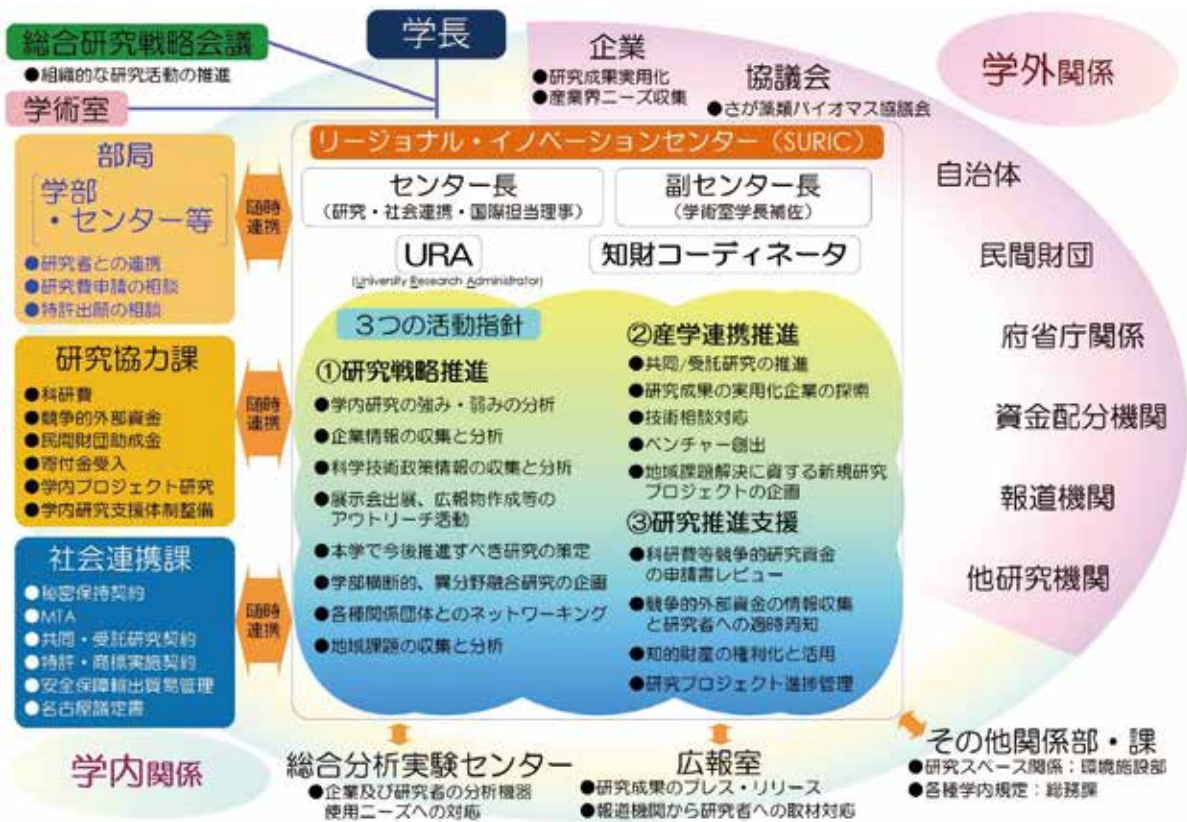 総合研究戦略会議
●組織的な研究活動の推進
学術室
学長
企業
●研究成果実用化
●産業界ニーズ収集
協議会
●さが藻類バイオマス協議会
学外関係
自治体
民間財団
府省庁関係
資金配分機関
報道機関
他研究機関
部局
学部
・センター等
●研究者との連携
●研究費申請の相談
●特許出願の相談
随時
連携
研究協力課
●科研費
●競争的外部資金
●民間財団助成金
●寄付金受入
●学内プロジェクト研究
●学内研究支援体制整備
随時
連携
社会連携課
●秘密保持契約
●MTA
●共同・受託研究契約
●特許・商標実施契約
●安全保障輸出貿易管理
●名古屋議定書
随時
連携
学内関係
リージョナル・イノベーションセンター（SURIC）
センター長
（研究・社会連携・国際担当理事）
副センター長
（学術室学長補佐）
URA
(University Research Administrator)
知財コーディネータ
３つの活動指針
①研究戦略推進
●学内研究の強み・弱みの分析
●企業情報の収集と分析
●科学技術政策情報の収集と分析
●展示会出展、広報物作成等の
アウトリーチ活動
●本学で今後推進すべき研究の策定
●学部横断的、異分野融合研究の企画
●各種関係団体とのネットワーキング
●地域課題の収集と分析
②産学連携推進
●共同/受託研究の推進
●研究成果の実用化企業の探索
●技術相談対応
●ベンチャー創出
●地域課題解決に資する新規研究
プロジェクトの企画
③研究推進支援
●科研費等競争的研究資金
の申請書レビュー
●競争的外部資金の情報収集
と研究者への適時周知
●知的財産の権利化と活用
●研究プロジェクト進捗管理
総合分析実験センター
●企業及び研究者の分析機器
使用ニーズへの対応
広報室
●研究成果のプレス・リリース
●報道機関から研究者への取材対応
その他関係部・課
●研究スペース関係：環境施設部
●各種学内規定：総務課